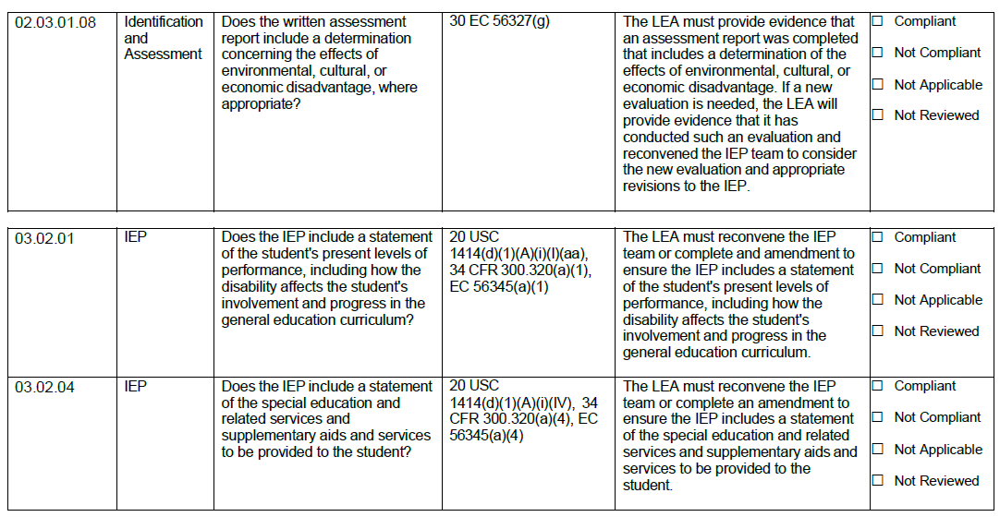 02.03.01.08
Identification
and
Assessment
Does the written assessment
report include a determination
concerning the effects of
environmental, cultural, or
economic disadvantage, where
appropriate?
30 EC 56327(g)
The LEA must provide evidence that
an assessment report was completed
that includes a determination of the
effects of environmental, cultural, or
economic disadvantage. If a new
evaluation is needed, the LEA will
provide evidence that it has
conducted such an evaluation and
reconvened the IEP team to consider
the new evaluation and appropriate
revisions to the IEP.
☐ Compliant
☐ Not Compliant
☐ Not Applicable
☐ Not Reviewed
03.02.01
IEP
Does the IEP include a statement
of the student's present levels of
performance, including how the
disability affects the student's
involvement and progress in the
general education curriculum?
20 USC
1414(d)(1)(A)(i)(I)(aa),
34 CFR 300.320(a)(1),
EC 56345(a)(1)
The LEA must reconvene the IEP
team or complete and amendment to
ensure the IEP includes a statement
of the student's present levels of
performance, including how the
disability affects the student's
involvement and progress in the
general education curriculum.
☐ Compliant
☐ Not Compliant
☐ Not Applicable
☐ Not Reviewed
03.02.04
IEP
Does the IEP include a statement
of the special education and
related services and
supplementary aids and services
to be provided to the student?
20 USC
1414(d)(1)(A)(i)(IV), 34
CFR 300.320(a)(4), EC
56345(a)(4)
The LEA must reconvene the IEP
team or complete an amendment to
ensure the IEP includes a statement
of the special education and related
services and supplementary aids and
services to be provided to the
student.
☐ Compliant
☐ Not Compliant
☐ Not Applicable
☐ Not Reviewed